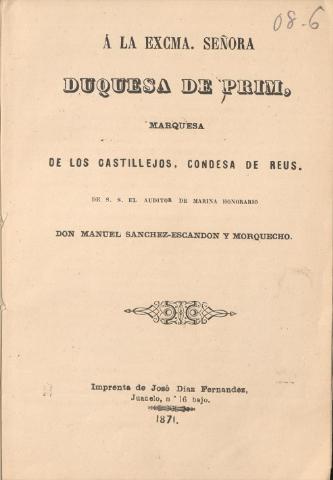 08-6
Á LA EXCMA. SEÑORA
DUQUESA DE PRIM,
MARQUESA
DE LOS CASTILLEJOS, CONDESA DE REUS.
DE S. S. EL AUDITOR DE MARINA HONORARIO
DON MANUEL SANCHEZ-ESCANDON Y MORQUECHO.
Imprenta de José Diaz Fernandez,
Juanelo, n.º 16 bajo.
1871.